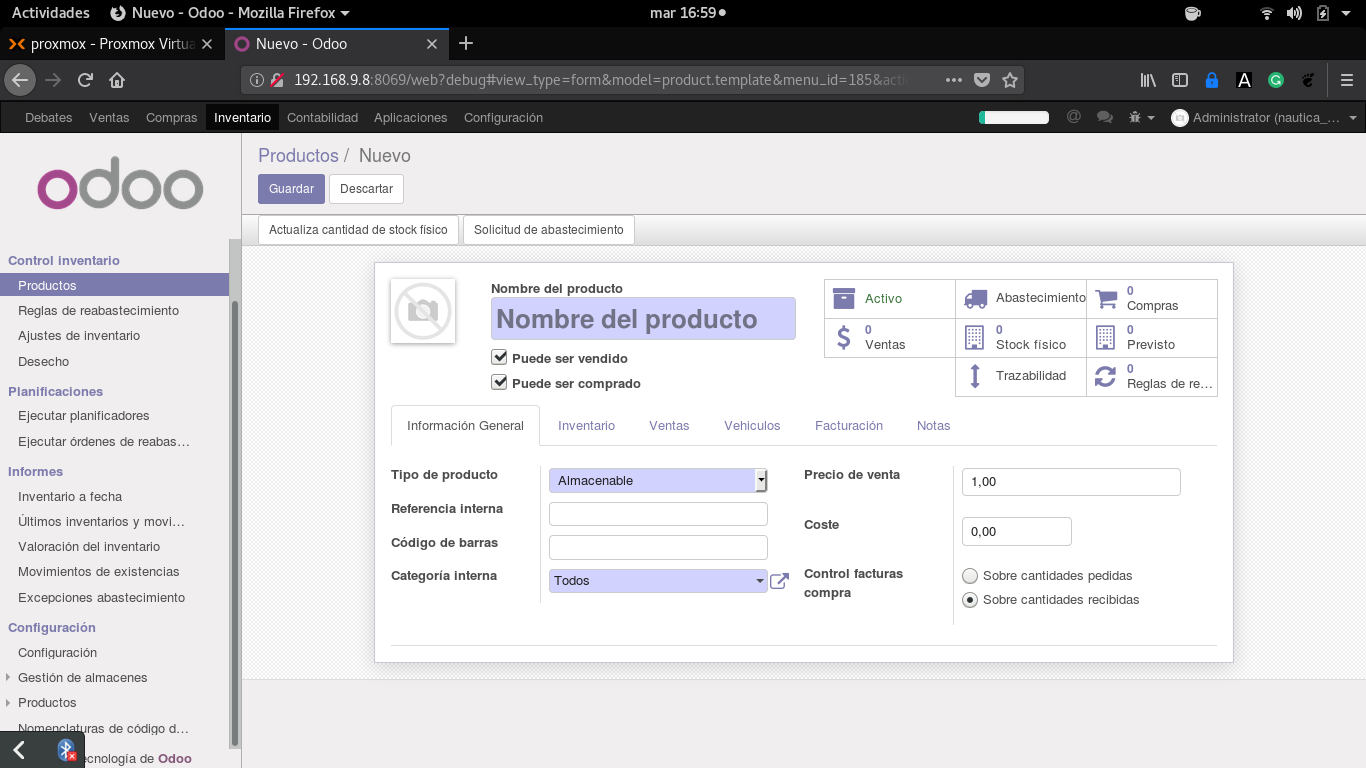 Actividades Nuevo - Odoo - Mozilla Firefox mar 16:59
proxmox - Proxmox Virtua Nuevo - Odoo
192.168.9.8:8069/web?debug#view_type=form&model=product.template&menu_id=185&acti
Debates Ventas Compras Inventario Contabilidad Aplicaciones Configuración @ Administrator (nautica_...
odoo
Productos / Nuevo
Guardar Descartar
Actualiza cantidad de stock físico Solicitud de abastecimiento
Control inventario
Productos
Reglas de reabastecimiento
Ajustes de inventario
Desecho
Planificaciones
Ejecutar planificadores
Ejecutar órdenes de reabas...
Informes
Inventario a fecha
Últimos inventarios y movi...
Valoración del inventario
Movimientos de existencias
Excepciones abastecimiento
Configuración
Configuración
Gestión de almacenes
Productos
Nomenclaturas de código d...
ecnología de Odoo
Nombre del producto
Nombre del producto
Puede ser vendido
Puede ser comprado
Activo
Abastecimiento
0
Compras
0
Ventas
0
Stock físico
0
Previsto
Trazabilidad
0
Reglas de re...
Información General Inventario Ventas Vehiculos Facturación Notas
Tipo de producto Almacenable
Referencia interna
Código de barras
Categoría interna Todos
Precio de venta 1,00
Coste 0,00
Control facturas
compra
Sobre cantidades pedidas
Sobre cantidades recibidas